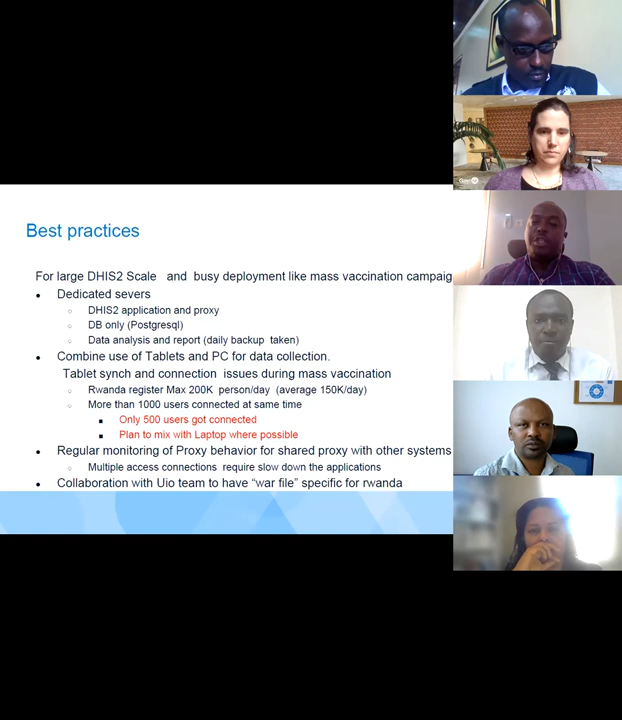 Best practices
For large DHIS2 Scale and busy deployment like mass vaccination campaig
Dedicated severs
DHIS2 application and proxy
DB only (Postgresql)
Data analysis and report (daily backup taken)
Combine use of Tablets and PC for data collection.
Tablet synch and connection issues during mass vaccination
Rwanda register Max 200K person/day (average 150K/day)
More than 1000 users connected at same time
Only 500 users got connected
Plan to mix with Laptop where possible
Regular monitoring of Proxy behavior for shared proxy with other systems
Multiple access connections require slow down the applications
Collaboration with Uio team to have “war file” specific for rwanda